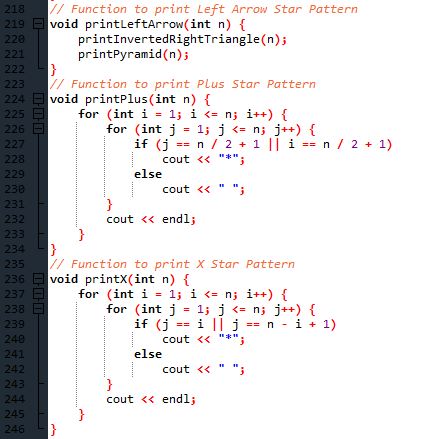 218 // Function to print Left Arrow Star Pattern
219 void printLeftArrow(int n) {
220     printInvertedRightTriangle(n);
221     printPyramid(n);
222 }
223 // Function to print Plus Star Pattern
224 void printPlus(int n) {
225     for (int i = 1; i <= n; i++) {
226         for (int j = 1; j <= n; j++) {
227             if (j == n / 2 + 1 || i == n / 2 + 1)
228                 cout << "*";
229             else
230                 cout << " ";
231         }
232         cout << endl;
233     }
234 }
235 // Function to print X Star Pattern
236 void printX(int n) {
237     for (int i = 1; i <= n; i++) {
238         for (int j = 1; j <= n; j++) {
239             if (j == i || j == n - i + 1)
240                 cout << "*";
241             else
242                 cout << " ";
243         }
244         cout << endl;
245     }
246 }